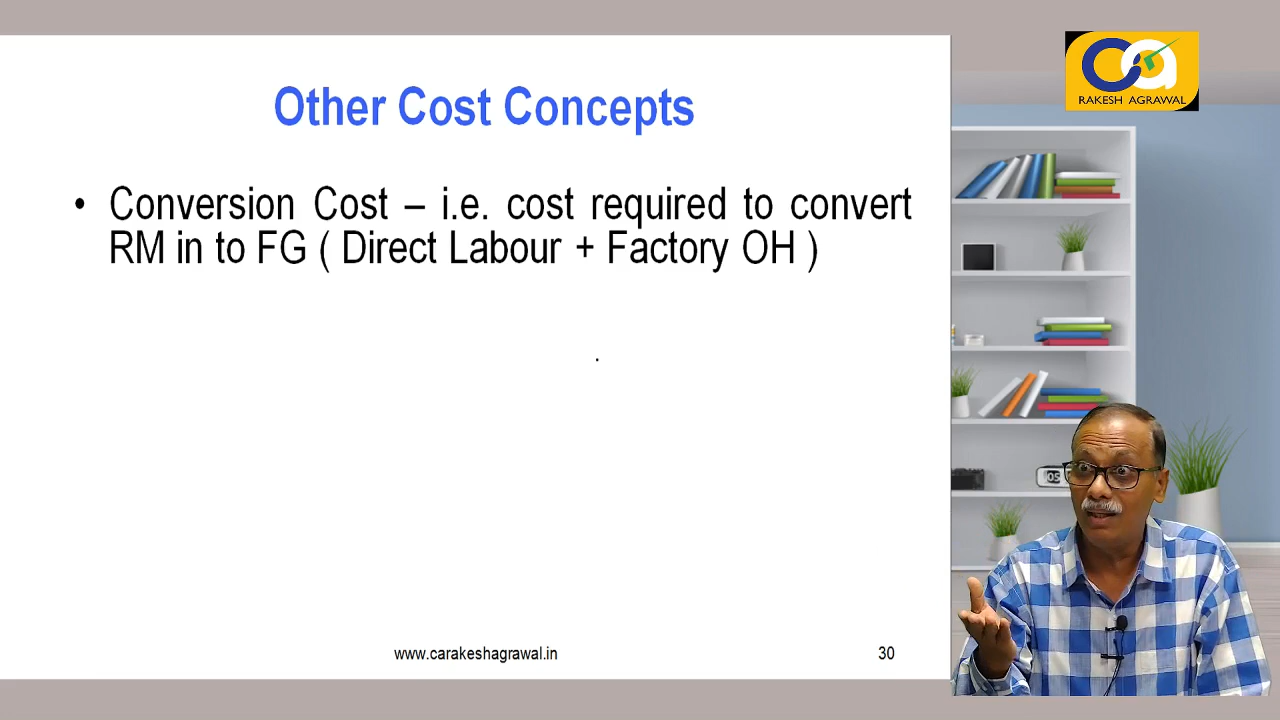 RAKESH AGRAWAL
Other Cost Concepts
• Conversion Cost – i.e. cost required to convert
RM in to FG ( Direct Labour + Factory OH )
www.carakeshagrawal.in
30